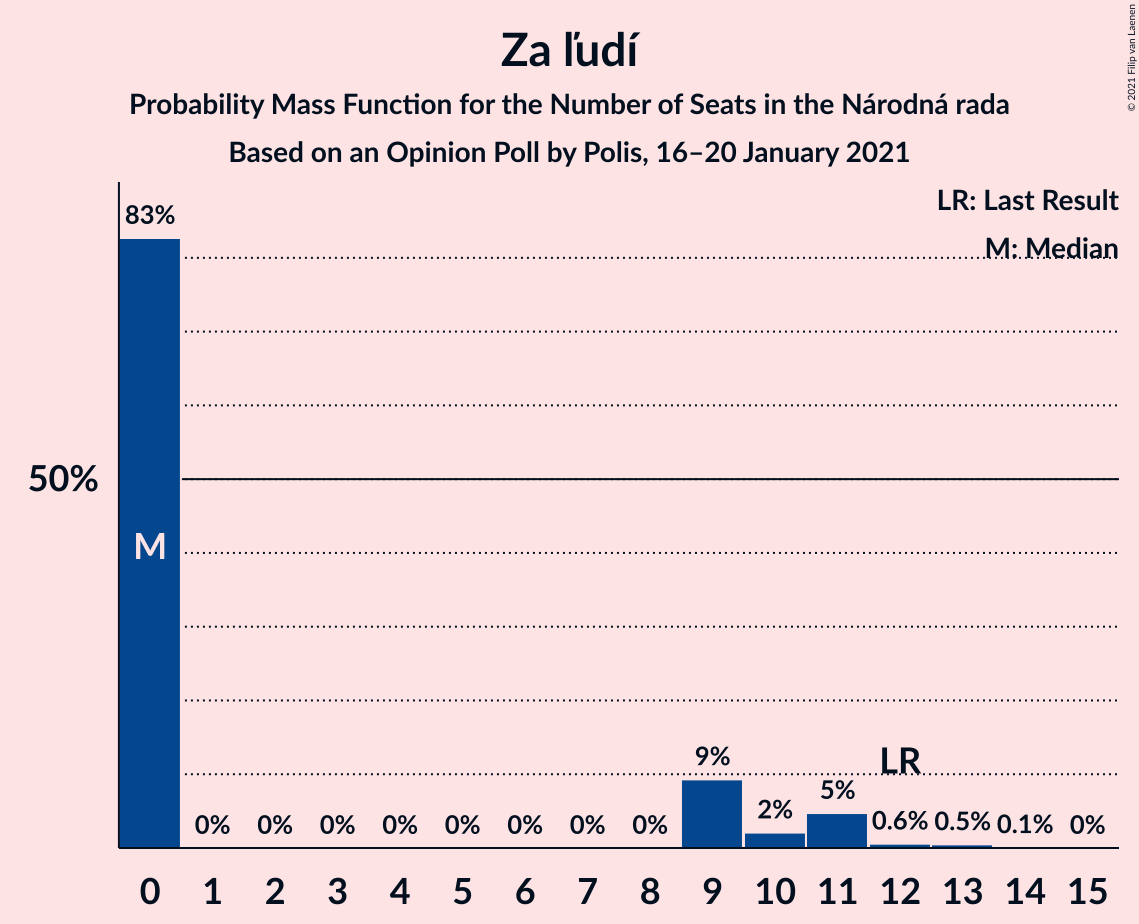 Za ľudí
Probability Mass Function for the Number of Seats in the Národná rada
Based on an Opinion Poll by Polis, 16–20 January 2021
© 2021 Filip van Laenen
LR: Last Result
M: Median
83%
50%
M
0% 0% 0% 0% 0% 0% 0% 0% 9% 2% 5% 0.6% 0.5% 0.1% 0%
LR
0 1 2 3 4 5 6 7 8 9 10 11 12 13 14 15